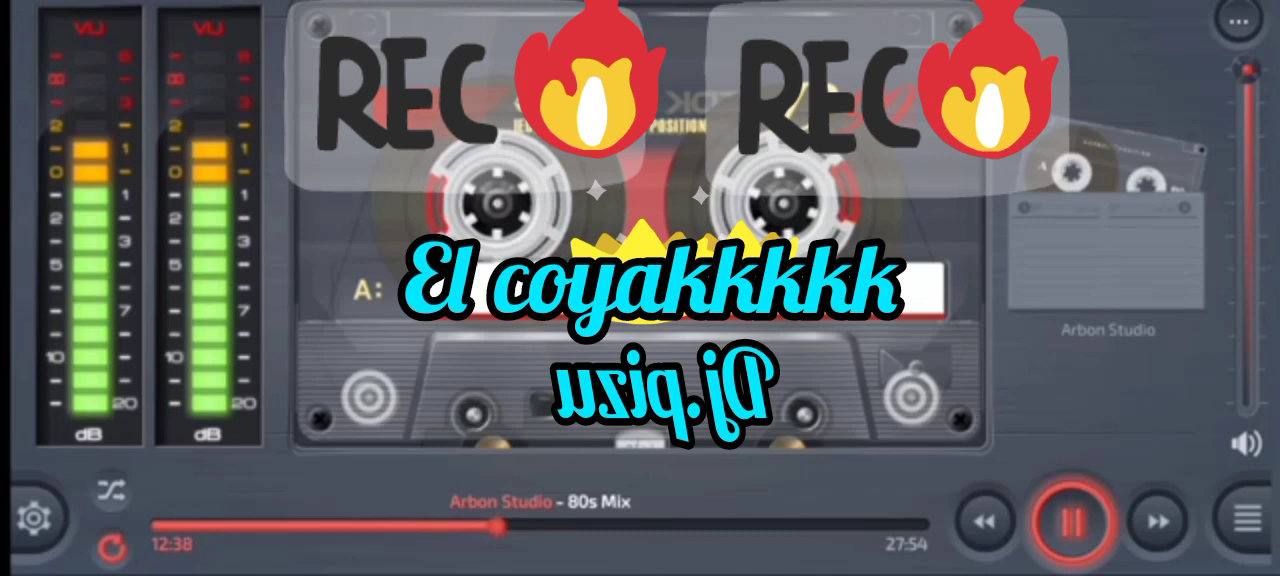 VU VU
REC REC
A:
El coyakkkkk
Dj.pizu
Arbon Studio
Arbon Studio - 80s Mix
12:38
27:54
dB dB